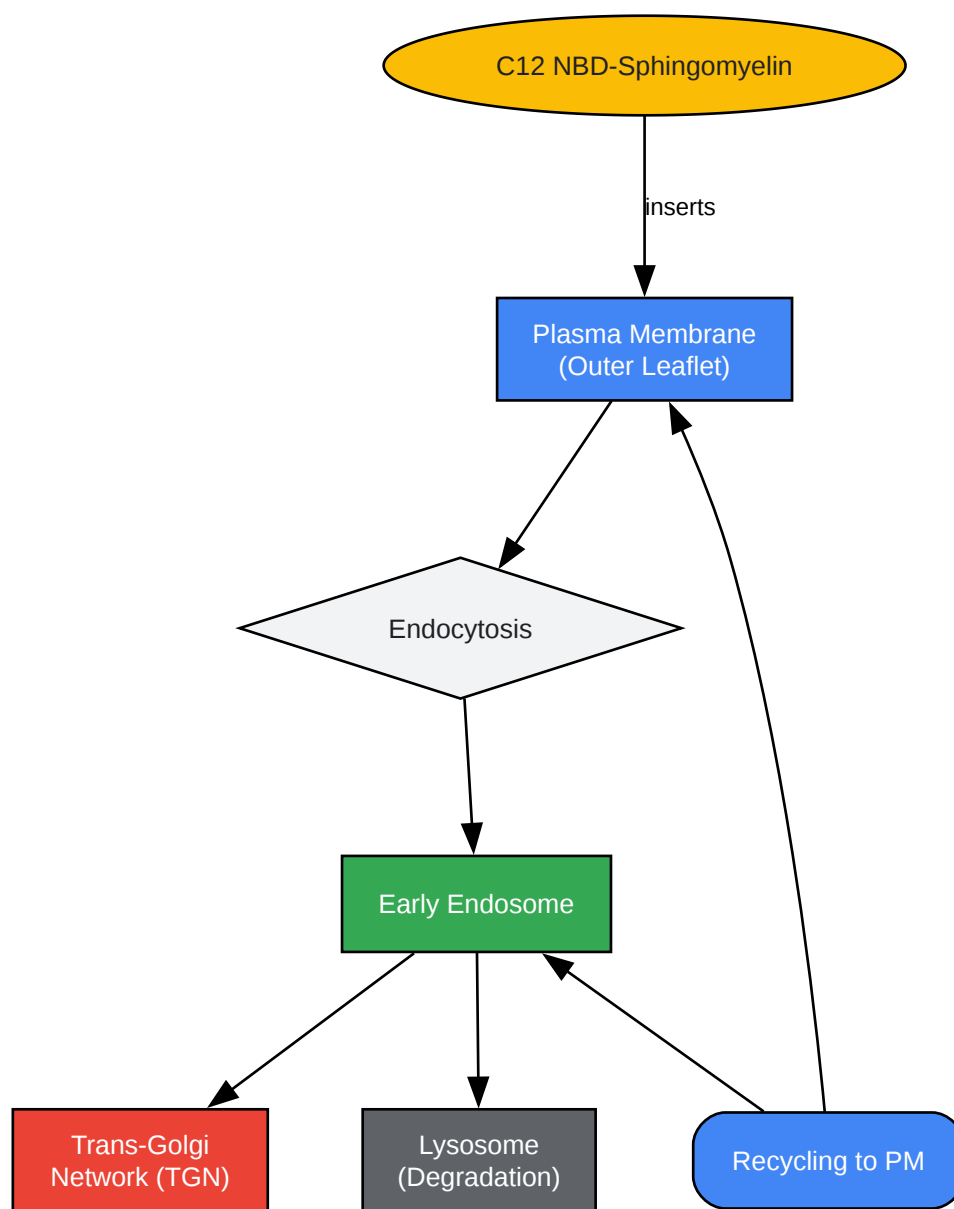 C12 NBD-Sphingomyelin
inserts
Plasma Membrane
(Outer Leaflet)
Endocytosis
Early Endosome
Trans-Golgi
Network (TGN)
Lysosome
(Degradation)
Recycling to PM